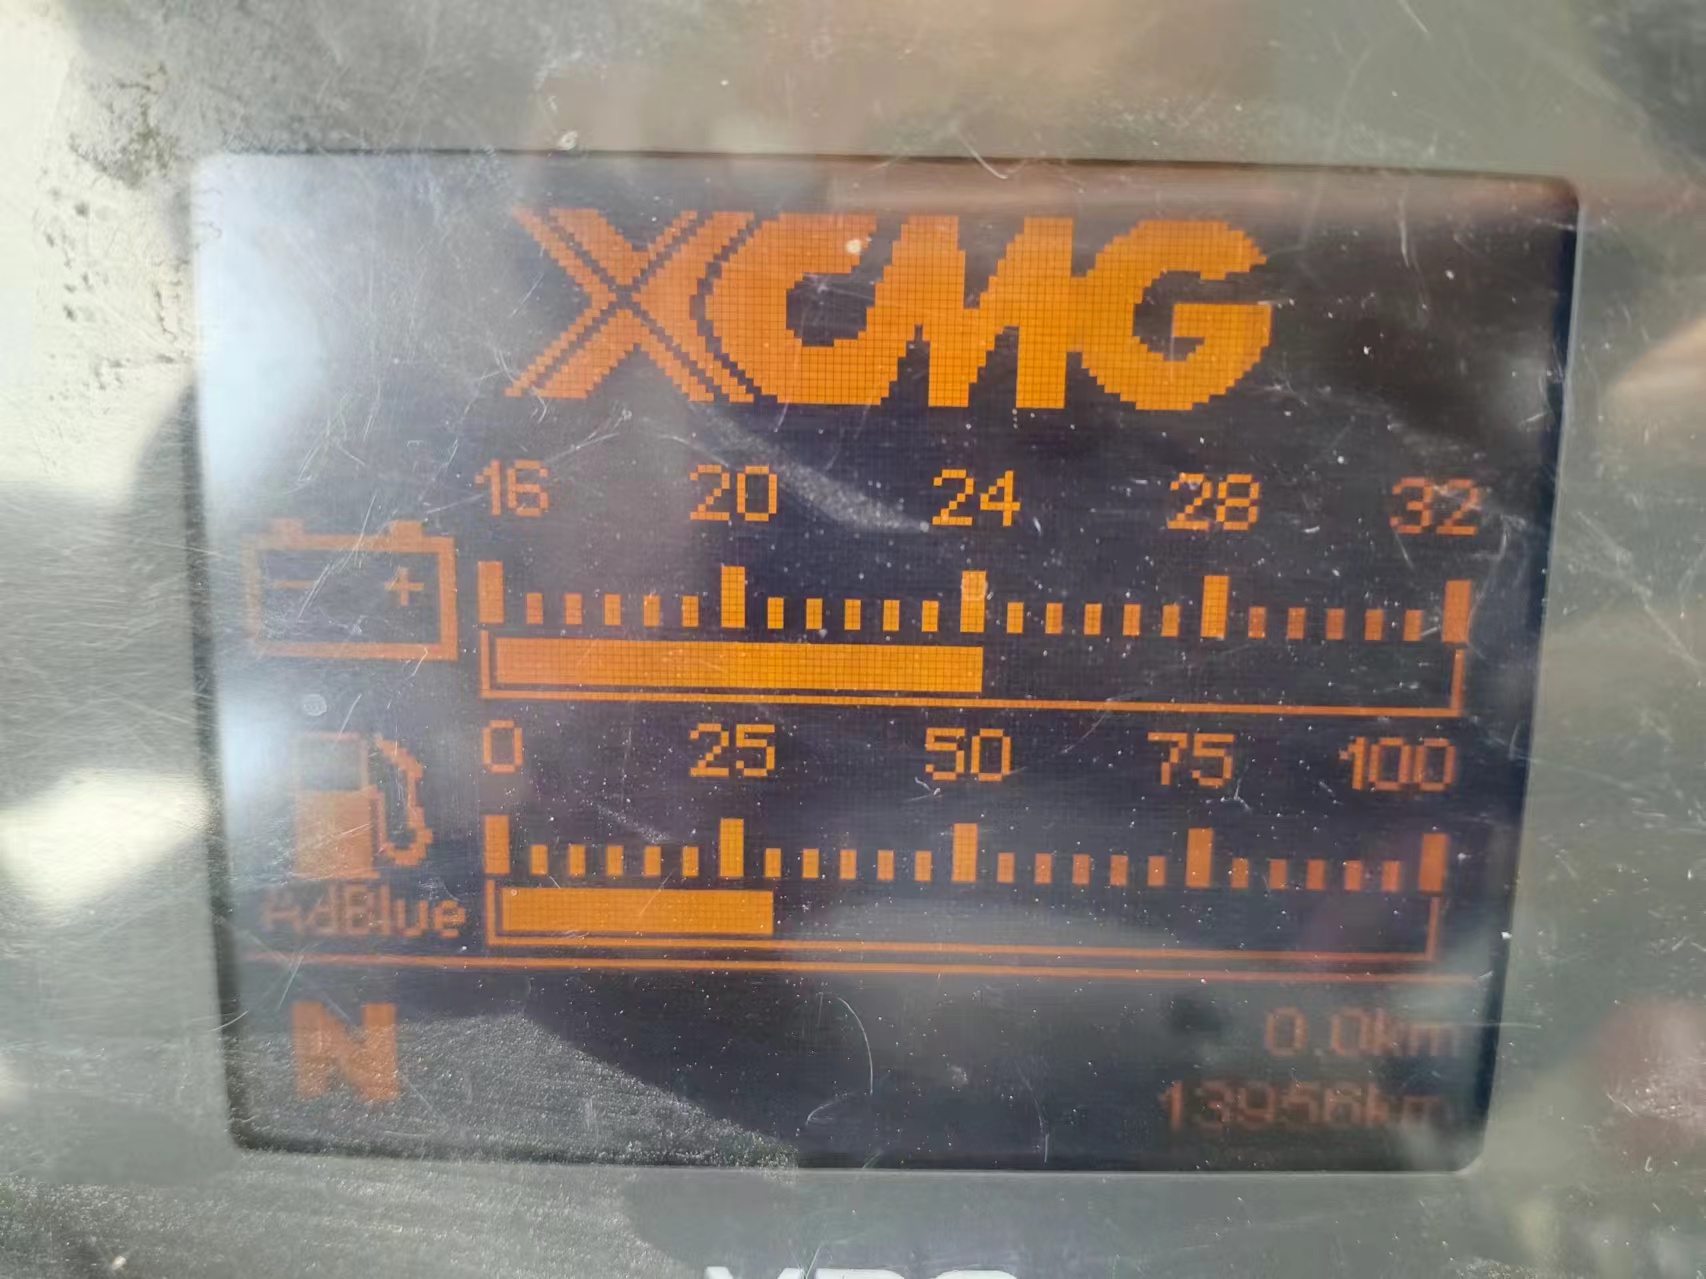 XCMG
16 20 24 28 32
- +
0 25 50 75 100
AdBlue
N
0.0km
13956km